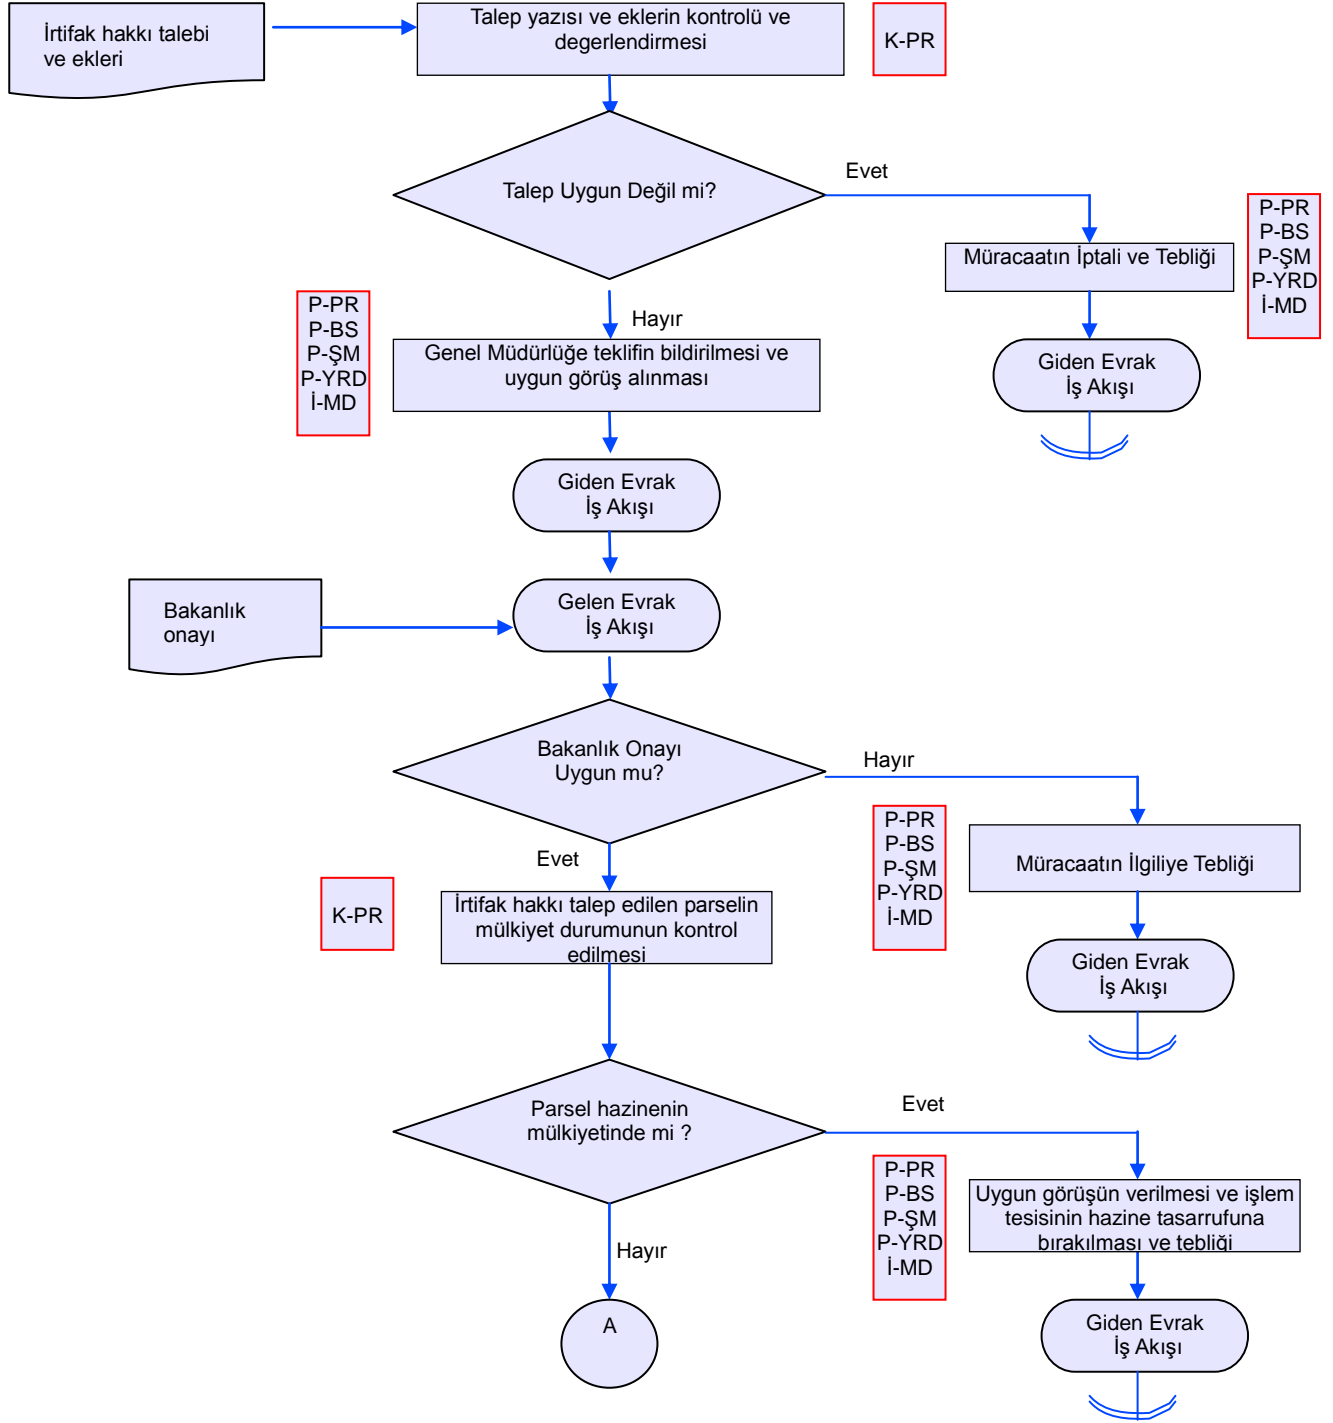 İrtifak hakkı talebi
ve ekleri
Talep yazısı ve eklerin kontrolü ve
degerlendirmesi
K-PR
Talep Uygun Değil mi?
Evet
P-PR
P-BS
P-ŞM
P-YRD
İ-MD
Müracaatın İptali ve Tebliği
Giden Evrak
İş Akışı
Hayır
P-PR
P-BS
P-ŞM
P-YRD
İ-MD
Genel Müdürlüğe teklifin bildirilmesi ve
uygun görüş alınması
Giden Evrak
İş Akışı
Bakanlık
onayı
Gelen Evrak
İş Akışı
Bakanlık Onayı
Uygun mu?
Hayır
P-PR
P-BS
P-ŞM
P-YRD
İ-MD
Müracaatın İlgiliye Tebliği
Giden Evrak
İş Akışı
Evet
K-PR
İrtifak hakkı talep edilen parselin
mülkiyet durumunun kontrol
edilmesi
Parsel hazinenin
mülkiyetinde mi ?
Evet
P-PR
P-BS
P-ŞM
P-YRD
İ-MD
Uygun görüşün verilmesi ve işlem
tesisinin hazine tasarrufuna
bırakılması ve tebliği
Giden Evrak
İş Akışı
Hayır
A